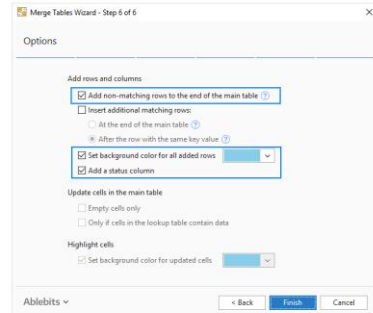 Merge Tables Wizard - Step 6 of 6
Options
Add rows and columns
Add non-matching rows to the end of the main table
Insert additional matching rows:
At the end of the main table
After the row with the same key value
Set background color for all added rows
Add a status column
Update cells in the main table
Empty cells only
Only if cells in the lookup table contain data
Highlight cells
Set background color for updated cells
Ablebits
< Back
Finish
Cancel